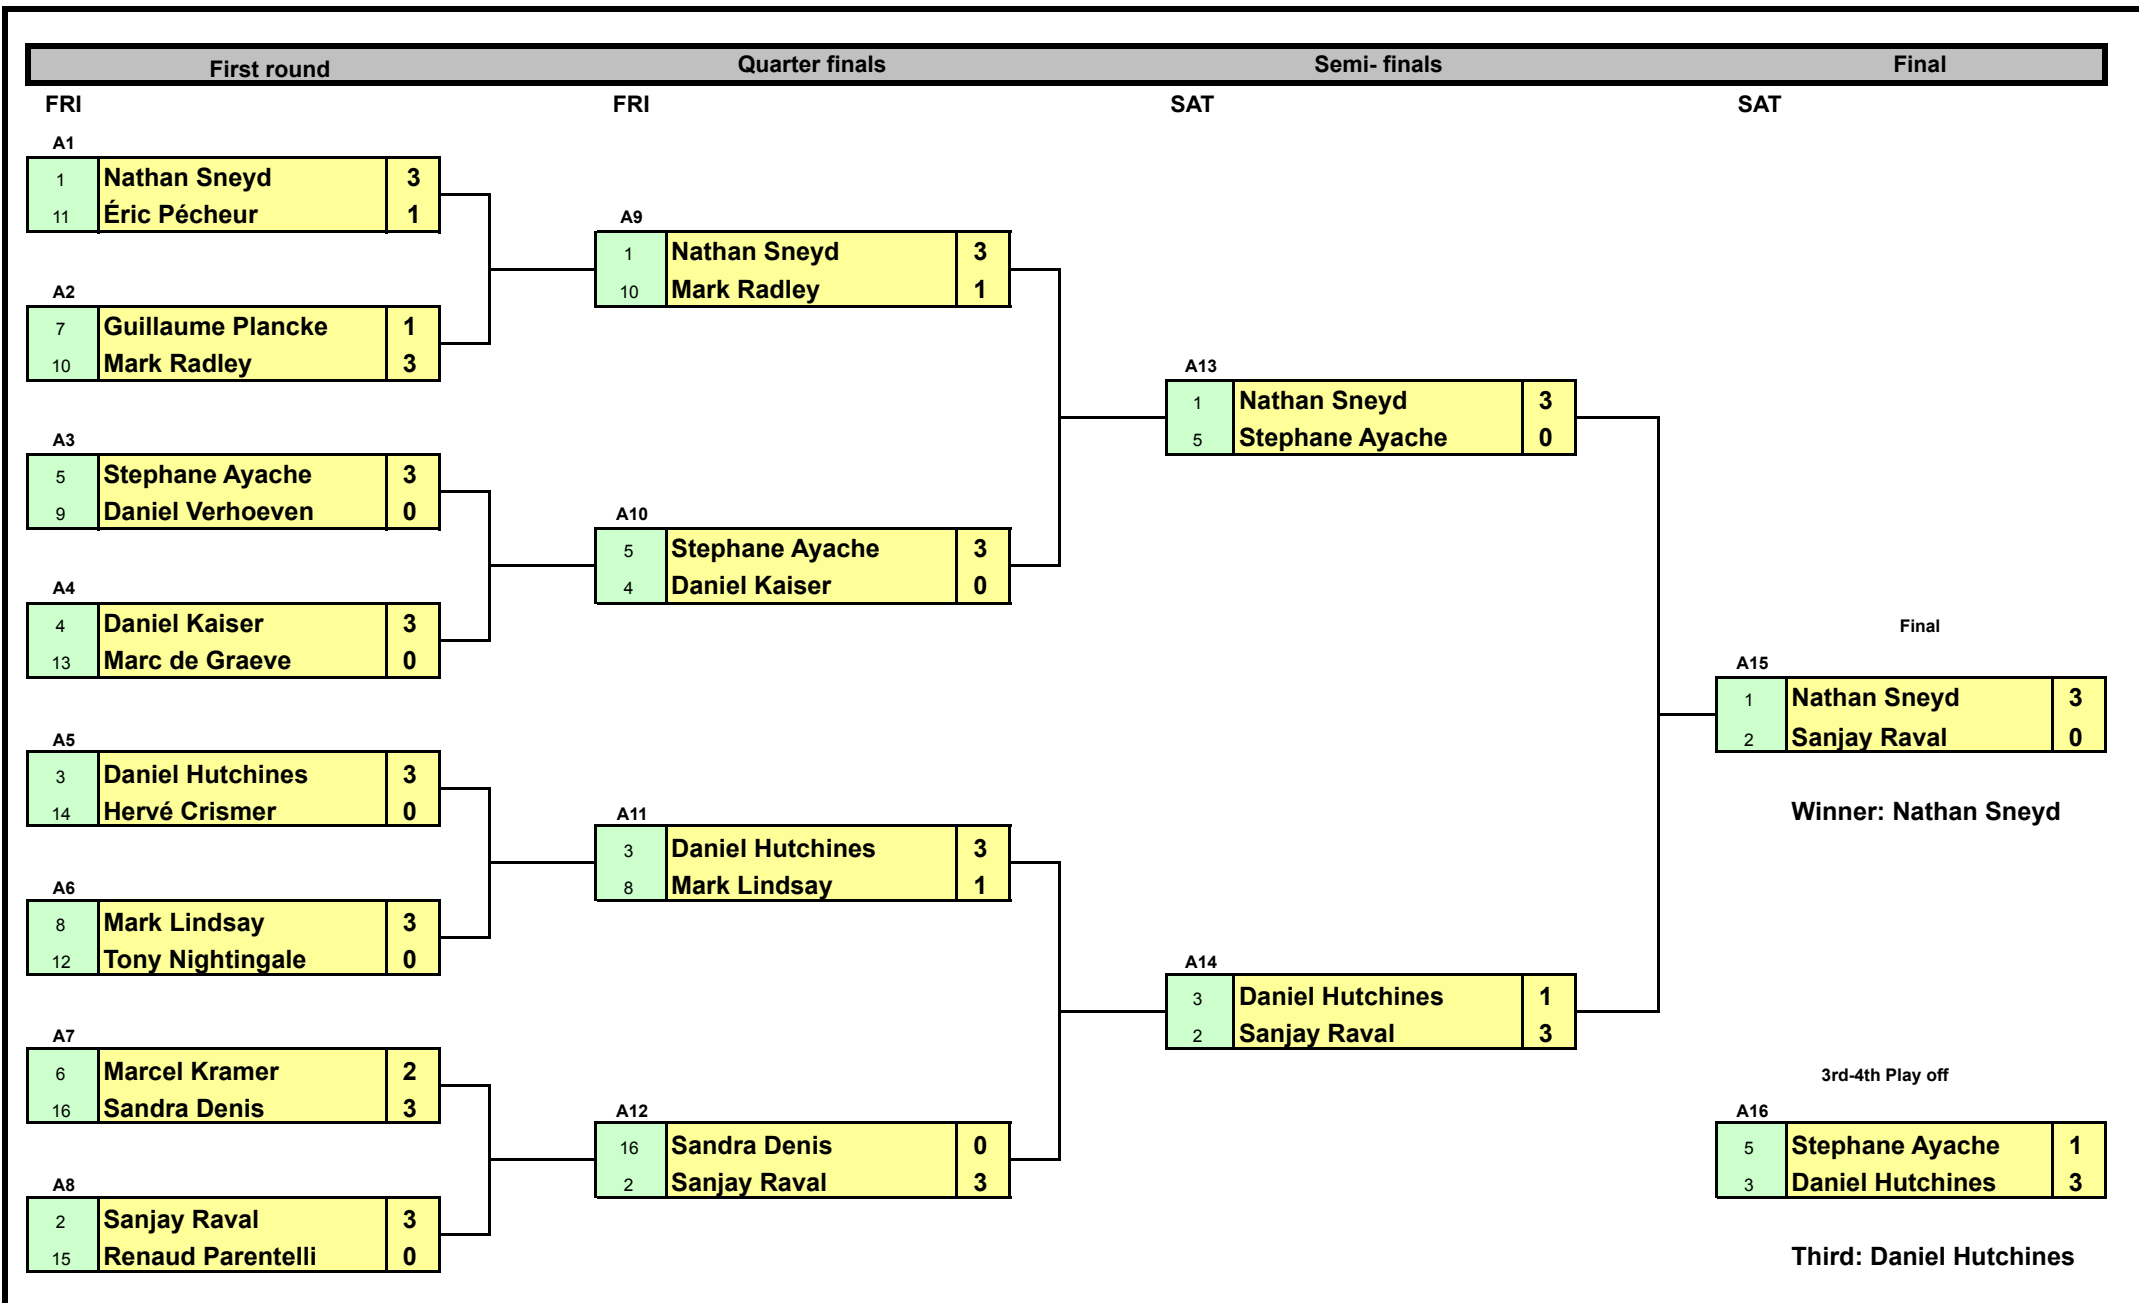 First round Quarter finals Semi- finals Final
FRI FRI SAT SAT
A1
1 Nathan Sneyd 3
11 Éric Pécheur 1
A2
7 Guillaume Plancke 1
10 Mark Radley 3
A3
5 Stephane Ayache 3
9 Daniel Verhoeven 0
A4
4 Daniel Kaiser 3
13 Marc de Graeve 0
A5
3 Daniel Hutchines 3
14 Hervé Crismer 0
A6
8 Mark Lindsay 3
12 Tony Nightingale 0
A7
6 Marcel Kramer 2
16 Sandra Denis 3
A8
2 Sanjay Raval 3
15 Renaud Parentelli 0
A9
1 Nathan Sneyd 3
10 Mark Radley 1
A10
5 Stephane Ayache 3
4 Daniel Kaiser 0
A11
3 Daniel Hutchines 3
8 Mark Lindsay 1
A12
16 Sandra Denis 0
2 Sanjay Raval 3
A13
1 Nathan Sneyd 3
5 Stephane Ayache 0
A14
3 Daniel Hutchines 1
2 Sanjay Raval 3
Final
A15
1 Nathan Sneyd 3
2 Sanjay Raval 0
Winner: Nathan Sneyd
3rd-4th Play off
A16
5 Stephane Ayache 1
3 Daniel Hutchines 3
Third: Daniel Hutchines